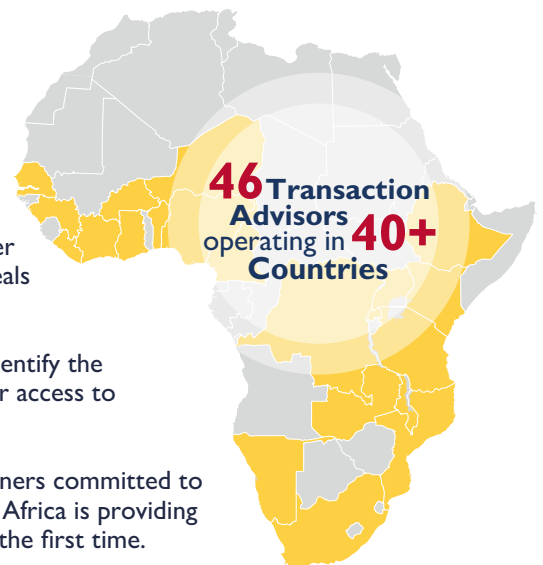 46 Transaction
Advisors
operating in 40+
Countries
er
eals
entify the
r access to
ners committed to
Africa is providing
the first time.